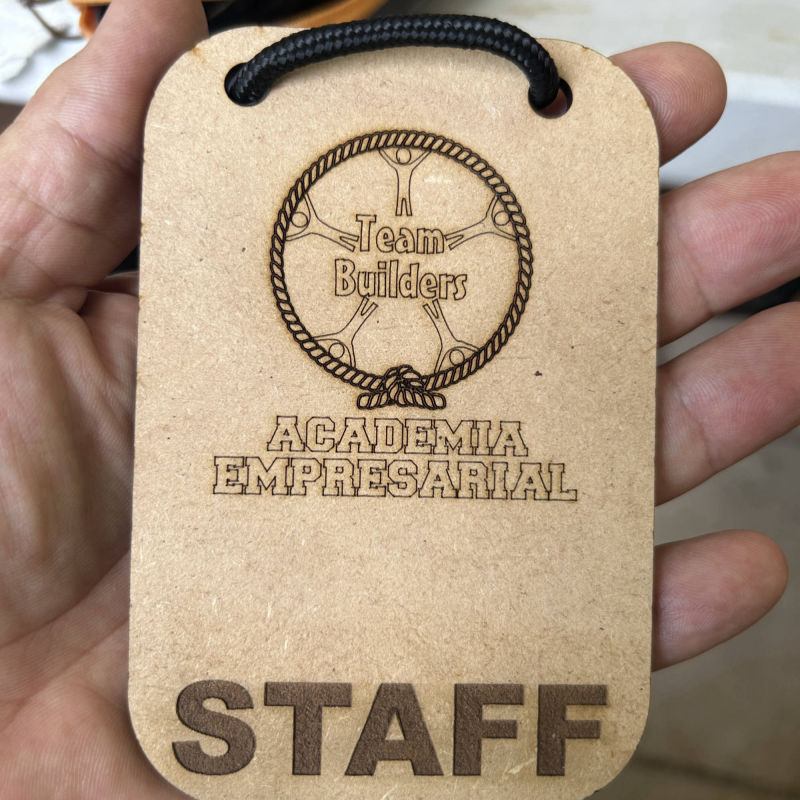 Team
Builders
ACADEMIA
EMPRESARIAL
STAFF